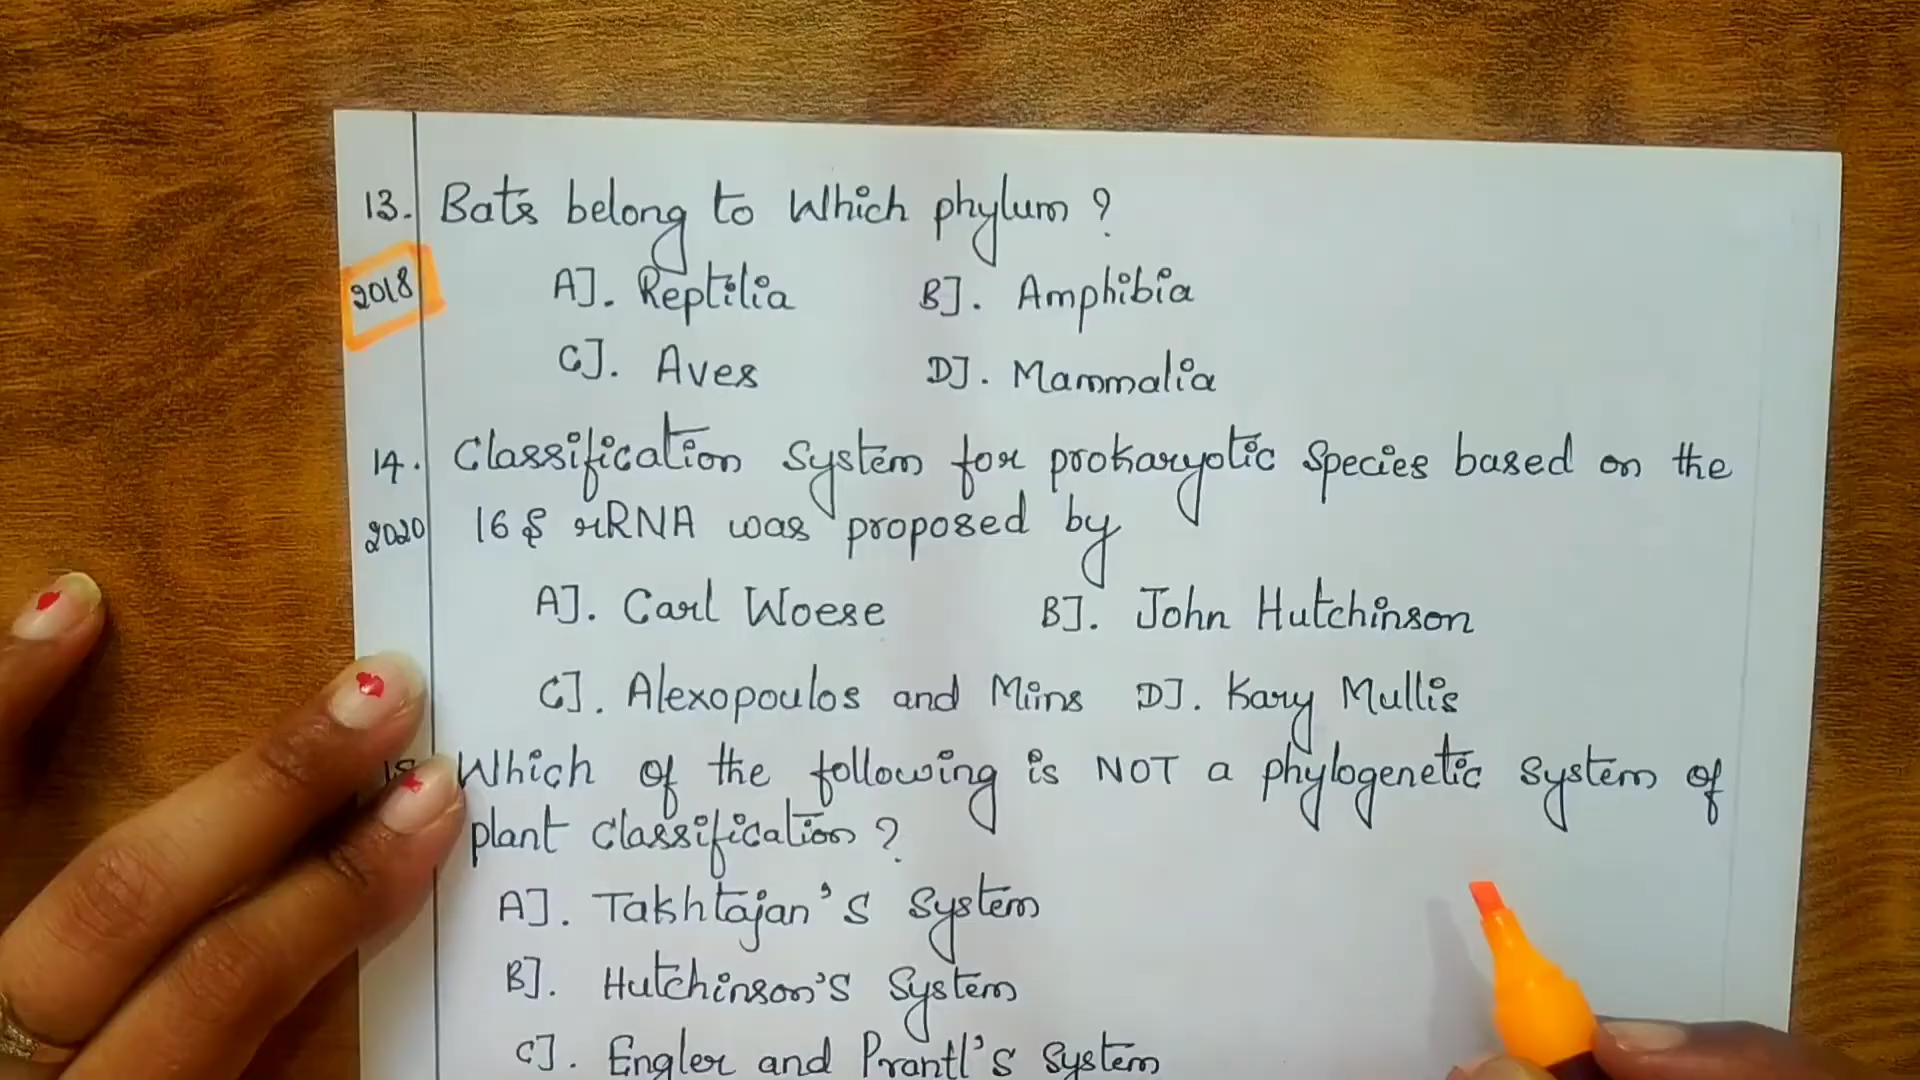 13. Bats belong to Which phylum ?
2018 A]. Reptilia B]. Amphibia
C]. Aves D]. Mammalia
14. Classification System for prokaryotic Species based on the
2020 16 S rRNA was proposed by
A]. Carl Woese B]. John Hutchinson
C]. Alexopoulos and Mims D]. Kary Mullis
Which of the following is NOT a phylogenetic System of
plant Classification ?
A]. Takhtajan's System
B]. Hutchinson's System
C]. Engler and Prantl's System